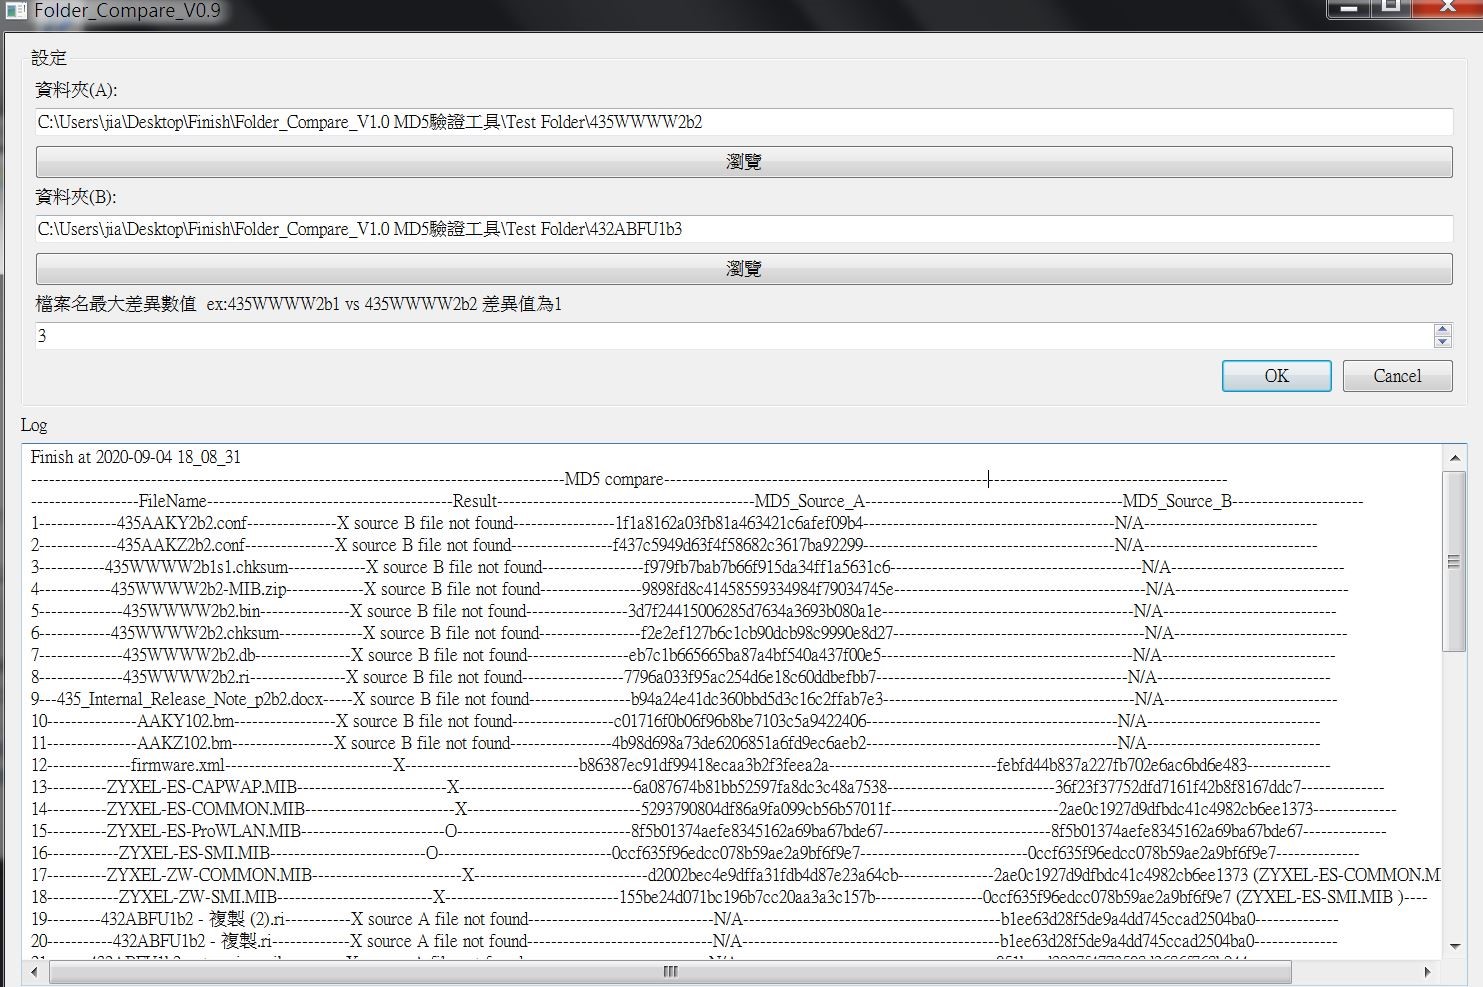 Folder_Compare_V0.9
設定
資料夾(A):
C:\Users\jia\Desktop\Finish\Folder_Compare_V1.0 MD5驗證工具\Test Folder\435WWWW2b2
瀏覽
資料夾(B):
C:\Users\jia\Desktop\Finish\Folder_Compare_V1.0 MD5驗證工具\Test Folder\432ABFU1b3
瀏覽
檔案名最大差異數值 ex:435WWWW2b1 vs 435WWWW2b2 差異值為1
3
OK Cancel
Log
Finish at 2020-09-04 18_08_31
----------MD5 compare----------
----------FileName----------Result----------MD5_Source_A----------MD5_Source_B----------
1----------435AAKY2b2.conf----------X source B file not found----------1f1a8162a03fb81a463421c6afef09b4----------N/A----------
2----------435AAKZ2b2.conf----------X source B file not found----------f437c5949d63f4f58682c3617ba92299----------N/A----------
3----------435WWWW2b1s1.chksum----------X source B file not found----------f979fb7bab7b66f915da34ff1a5631c6----------N/A----------
4----------435WWWW2b2-MIB.zip----------X source B file not found----------9898fd8c41458559334984f79034745e----------N/A----------
5----------435WWWW2b2.bin----------X source B file not found----------3d7f24415006285d7634a3693b080a1e----------N/A----------
6----------435WWWW2b2.chksum----------X source B file not found----------f2e2ef127b6c1cb90dcb98c9990e8d27----------N/A----------
7----------435WWWW2b2.db----------X source B file not found----------eb7c1b665665ba87a4bf540a437f00e5----------N/A----------
8----------435WWWW2b2.ri----------X source B file not found----------7796a033f95ac254d6e18c60ddbefbb7----------N/A----------
9---435_Internal_Release_Note_p2b2.docx-----X source B file not found----------b94a24e41dc360bbd5d3c16c2ffab7e3----------N/A----------
10----------AAKY102.bm----------X source B file not found----------c01716f0b06f96b8be7103c5a9422406----------N/A----------
11----------AAKZ102.bm----------X source B file not found----------4b98d698a73de6206851a6fd9ec6aeb2----------N/A----------
12----------firmware.xml----------X----------b86387ec91df99418ecaa3b2f3feea2a----------febfd44b837a227fb702e6ac6bd6e483----------
13----------ZYXEL-ES-CAPWAP.MIB----------X----------6a087674b81bb52597fa8dc3c48a7538----------36f23f37752dfd7161f42b8f8167ddc7----------
14----------ZYXEL-ES-COMMON.MIB----------X----------5293790804df86a9fa099cb56b57011f----------2ae0c1927d9dfbdc41c4982cb6ee1373----------
15----------ZYXEL-ES-ProWLAN.MIB----------O----------8f5b01374aefe8345162a69ba67bde67----------8f5b01374aefe8345162a69ba67bde67----------
16----------ZYXEL-ES-SMI.MIB----------O----------0ccf635f96edcc078b59ae2a9bf6f9e7----------0ccf635f96edcc078b59ae2a9bf6f9e7----------
17----------ZYXEL-ZW-COMMON.MIB----------X----------d2002bec4e9dffa31fdb4d87e23a64cb----------2ae0c1927d9dfbdc41c4982cb6ee1373 (ZYXEL-ES-COMMON.M
18----------ZYXEL-ZW-SMI.MIB----------X----------155be24d071bc196b7cc20aa3a3c157b----------0ccf635f96edcc078b59ae2a9bf6f9e7 (ZYXEL-ES-SMI.MIB )----
19---------432ABFU1b2 - 複製 (2).ri----------X source A file not found----------N/A----------b1ee63d28f5de9a4dd745ccad2504ba0----------
20----------432ABFU1b2 - 複製.ri----------X source A file not found----------N/A----------b1ee63d28f5de9a4dd745ccad2504ba0----------